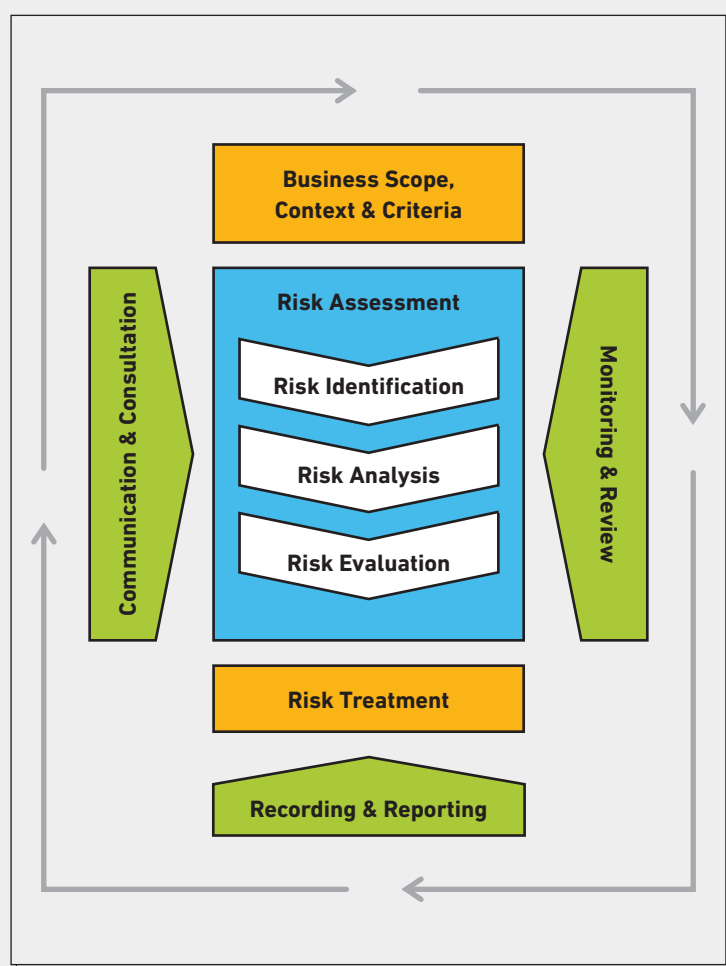 Business Scope,
Context & Criteria
Risk Assessment
Risk Identification
Risk Analysis
Risk Evaluation
Communication & Consultation
Monitoring & Review
Risk Treatment
Recording & Reporting